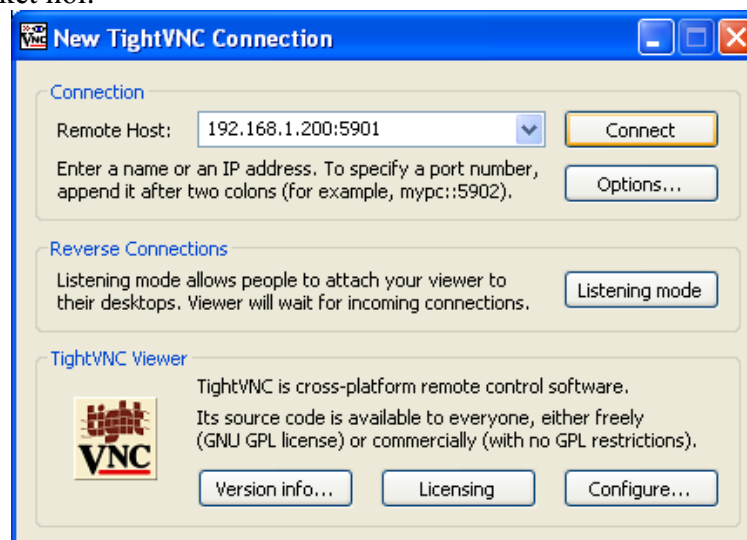 New TightVNC Connection
Connection
Remote Host: 192.168.1.200:5901 Connect
Enter a name or an IP address. To specify a port number,
append it after two colons (for example, mypc::5902).
Options...
Reverse Connections
Listening mode allows people to attach your viewer to
their desktops. Viewer will wait for incoming connections.
Listening mode
TightVNC Viewer
tight
VNC
TightVNC is cross-platform remote control software.
Its source code is available to everyone, either freely
(GNU GPL license) or commercially (with no GPL restrictions).
Version info... Licensing Configure...